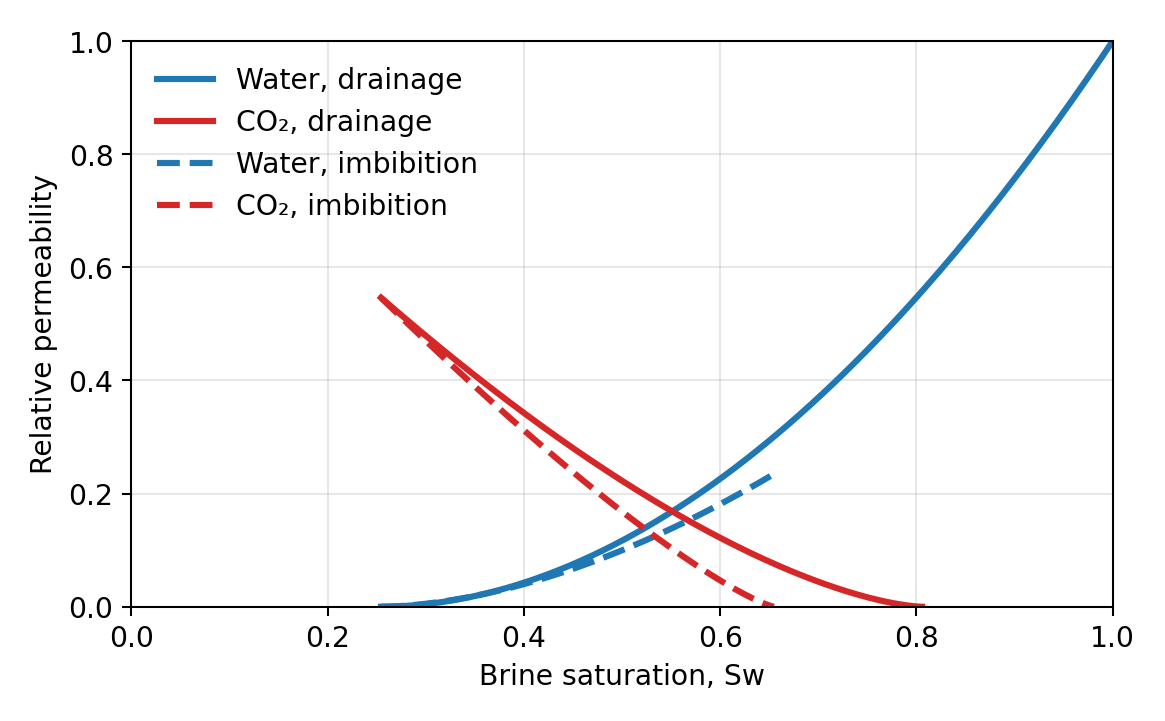 1.0
0.8
0.6
0.4
0.2
0.0
Relative permeability
Water, drainage
CO₂, drainage
Water, imbibition
CO₂, imbibition
0.0 0.2 0.4 0.6 0.8 1.0
Brine saturation, Sw